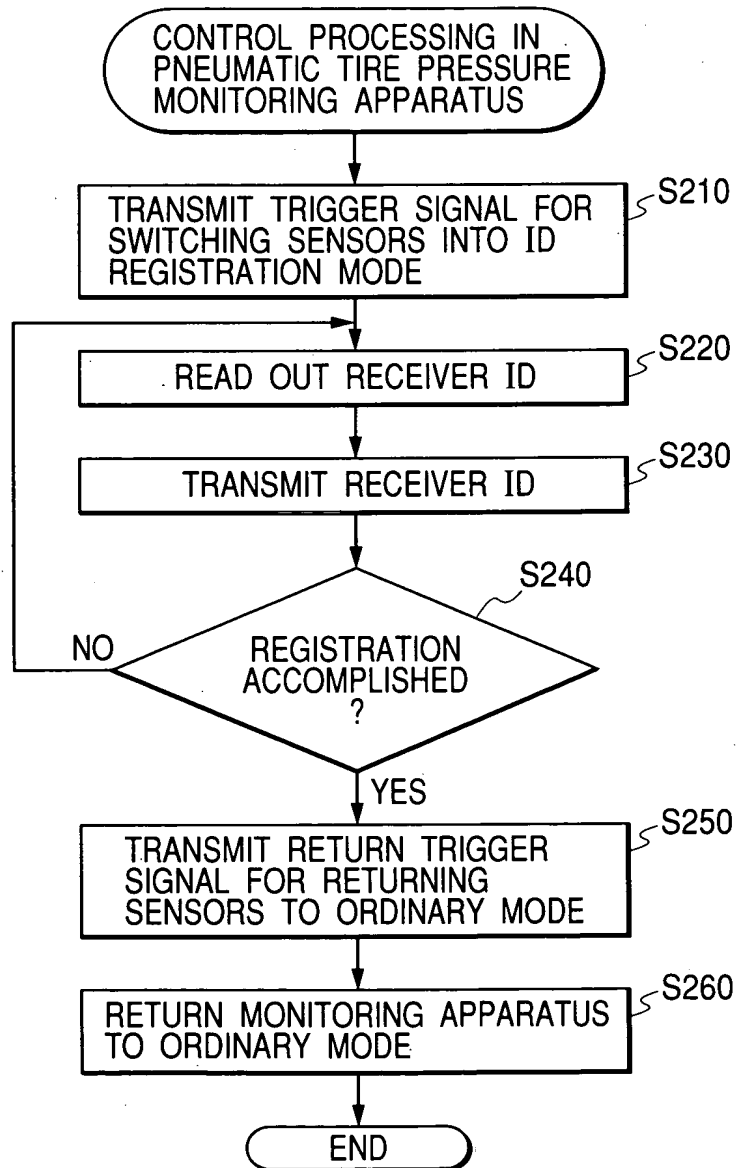 CONTROL PROCESSING IN
PNEUMATIC TIRE PRESSURE
MONITORING APPARATUS
S210
TRANSMIT TRIGGER SIGNAL FOR
SWITCHING SENSORS INTO ID
REGISTRATION MODE
S220
READ OUT RECEIVER ID
S230
TRANSMIT RECEIVER ID
S240
NO
REGISTRATION
ACCOMPLISHED
?
YES
S250
TRANSMIT RETURN TRIGGER
SIGNAL FOR RETURNING
SENSORS TO ORDINARY MODE
S260
RETURN MONITORING APPARATUS
TO ORDINARY MODE
END